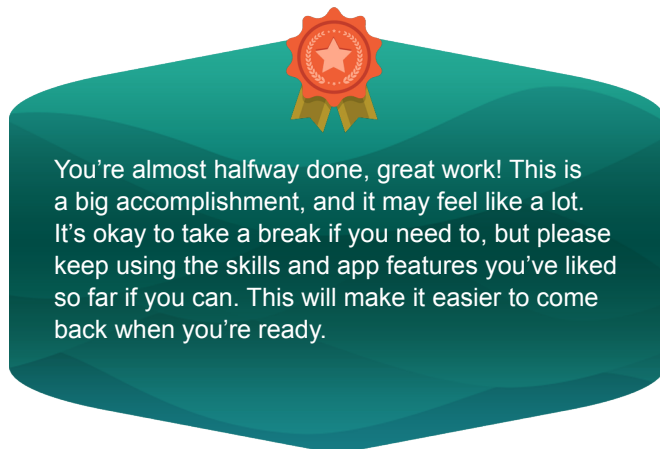 You’re almost halfway done, great work! This is
a big accomplishment, and it may feel like a lot.
It’s okay to take a break if you need to, but please
keep using the skills and app features you’ve liked
so far if you can. This will make it easier to come
back when you’re ready.